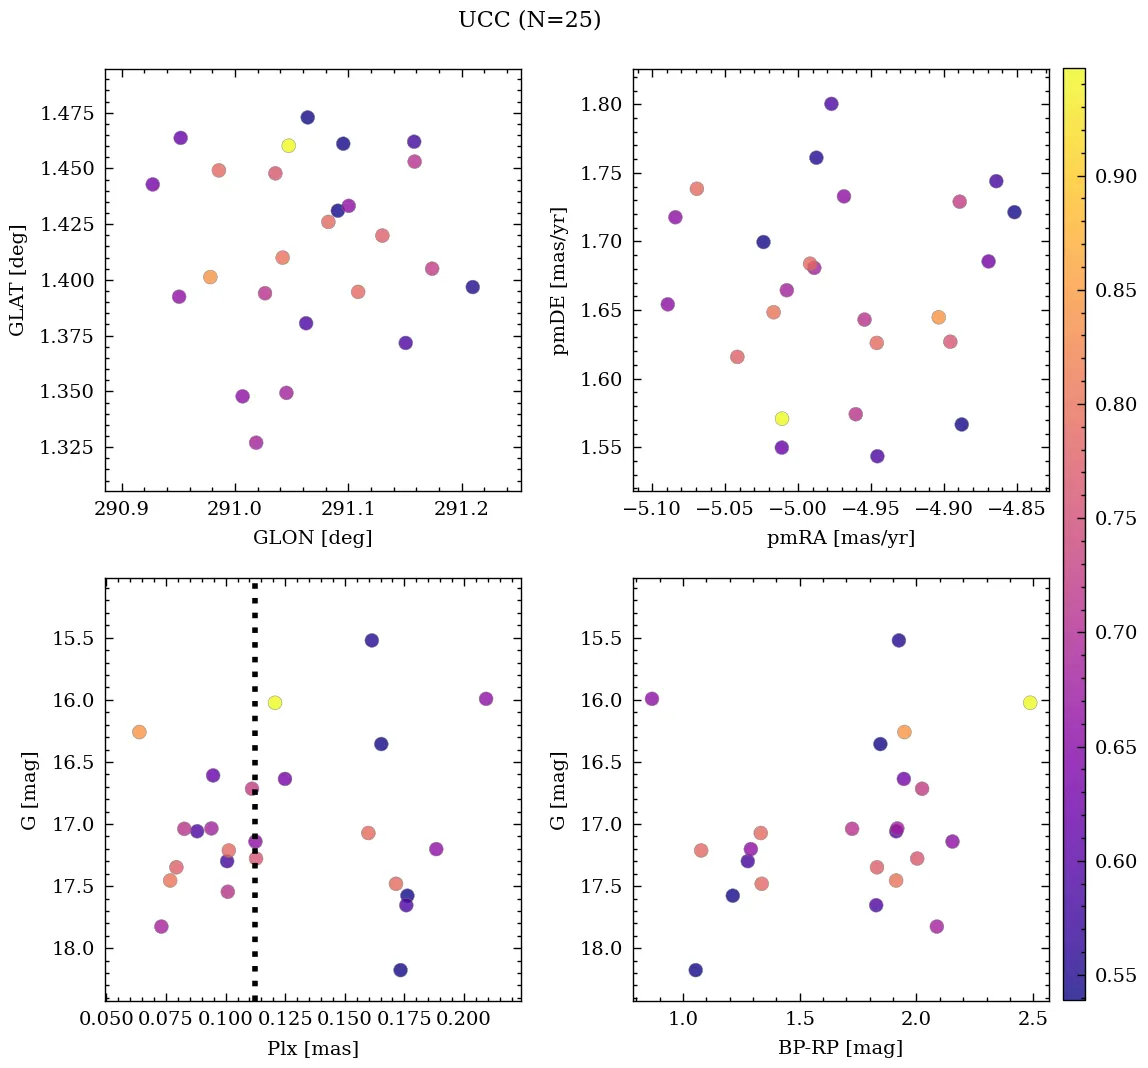 UCC (N=25)
1.475
1.450
1.425
1.400
1.375
1.350
1.325
GLAT [deg]
290.9 291.0 291.1 291.2
GLON [deg]
1.80
1.75
1.70
1.65
1.60
1.55
pmDE [mas/yr]
−5.10 −5.05 −5.00 −4.95 −4.90 −4.85
pmRA [mas/yr]
15.5
16.0
16.5
17.0
17.5
18.0
G [mag]
0.050 0.075 0.100 0.125 0.150 0.175 0.200
Plx [mas]
15.5
16.0
16.5
17.0
17.5
18.0
G [mag]
1.0 1.5 2.0 2.5
BP-RP [mag]
0.90
0.85
0.80
0.75
0.70
0.65
0.60
0.55